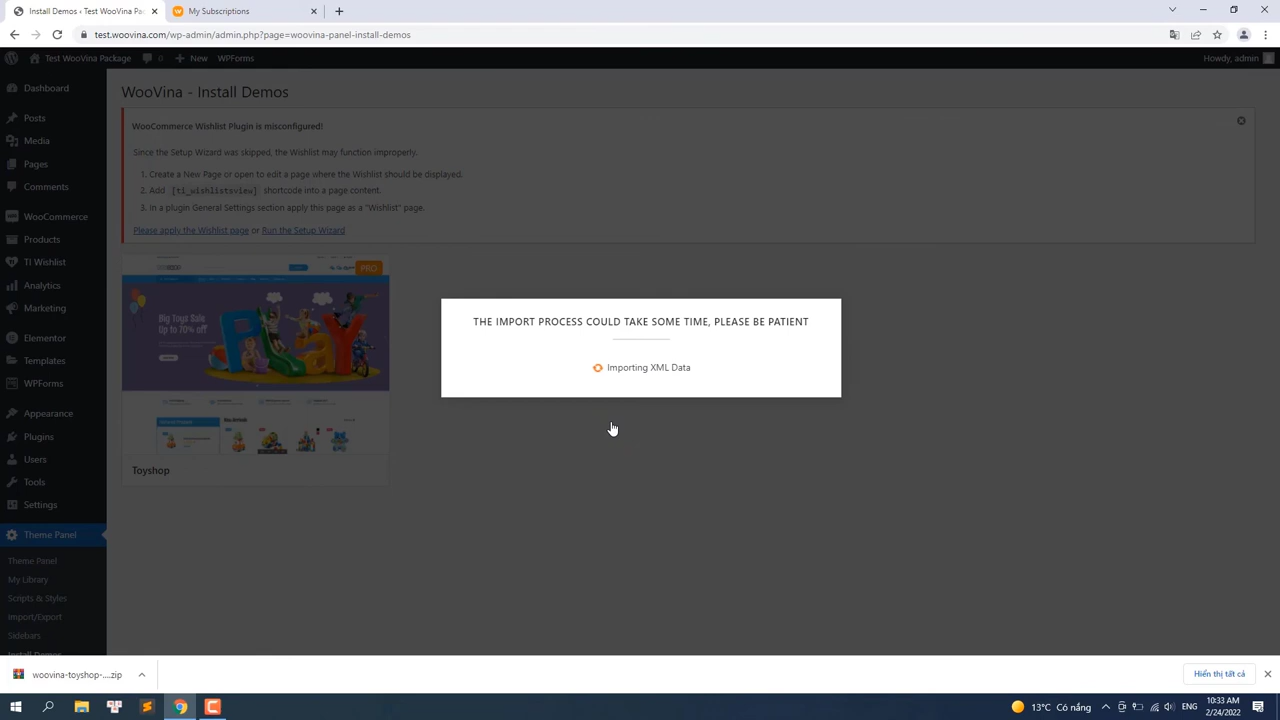 Install Demos ‹ Test WooVina Pac
My Subscriptions
test.woovina.com/wp-admin/admin.php?page=woovina-panel-install-demos
Test WooVina Package
0
New
WPForms
Howdy, admin
Dashboard
Posts
Media
Pages
Comments
WooCommerce
Products
TI Wishlist
Analytics
Marketing
Elementor
Templates
WPForms
Appearance
Plugins
Users
Tools
Settings
Theme Panel
Theme Panel
My Library
Scripts & Styles
Import/Export
Sidebars
Install Demos
WooVina - Install Demos
WooCommerce Wishlist Plugin is misconfigured!
Since the Setup Wizard was skipped, the Wishlist may function improperly.
1. Create a New Page or open to edit a page where the Wishlist should be displayed.
2. Add [ti_wishlistsview] shortcode into a page content.
3. In a plugin General Settings section apply this page as a "Wishlist" page.
Please apply the Wishlist page or Run the Setup Wizard
PRO
Big Toys Sale
Up to 70% off
Play
Toyshop
THE IMPORT PROCESS COULD TAKE SOME TIME, PLEASE BE PATIENT
Importing XML Data
woovina-toyshop-....zip
Hiển thị tất cả
13°C Có nắng
ENG
10:33 AM
2/24/2022